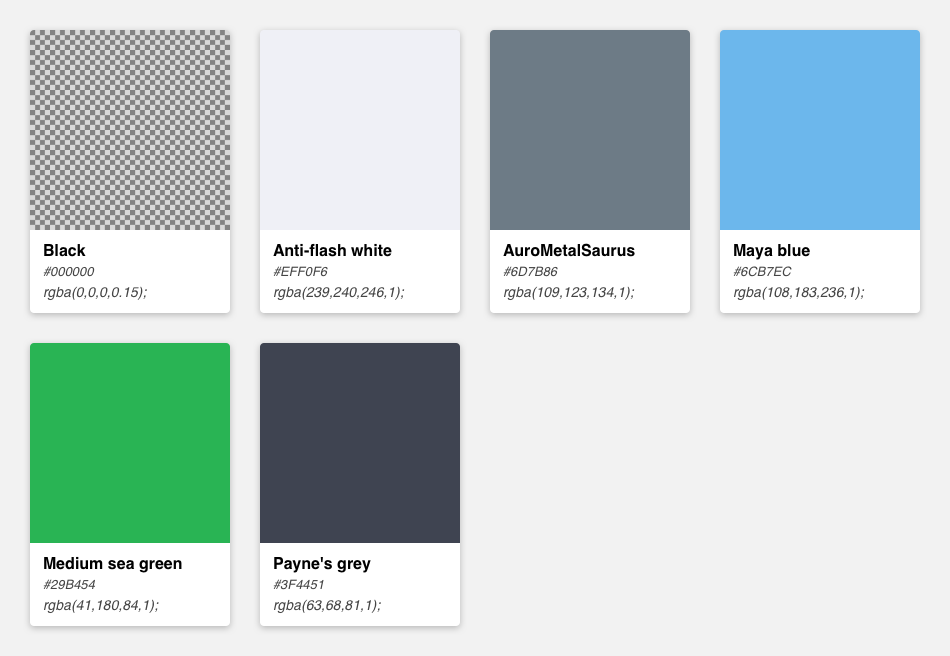 Black
#000000
rgba(0,0,0,0.15);
Anti-flash white
#EFF0F6
rgba(239,240,246,1);
AuroMetalSaurus
#6D7B86
rgba(109,123,134,1);
Maya blue
#6CB7EC
rgba(108,183,236,1);
Medium sea green
#29B454
rgba(41,180,84,1);
Payne's grey
#3F4451
rgba(63,68,81,1);